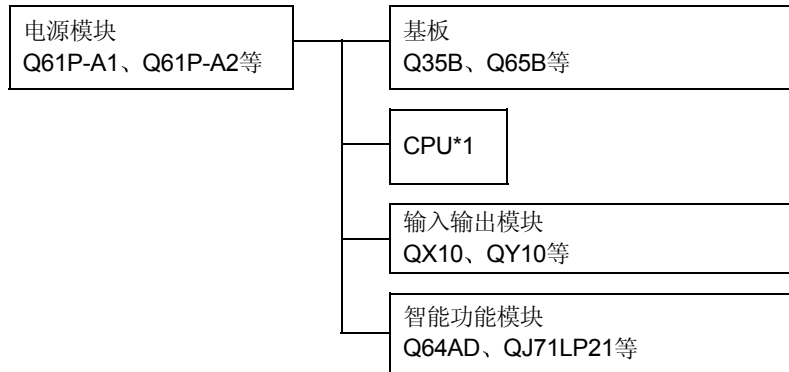 电源模块
Q61P-A1、Q61P-A2等
基板
Q35B、Q65B等
CPU*1
输入输出模块
QX10、QY10等
智能功能模块
Q64AD、QJ71LP21等